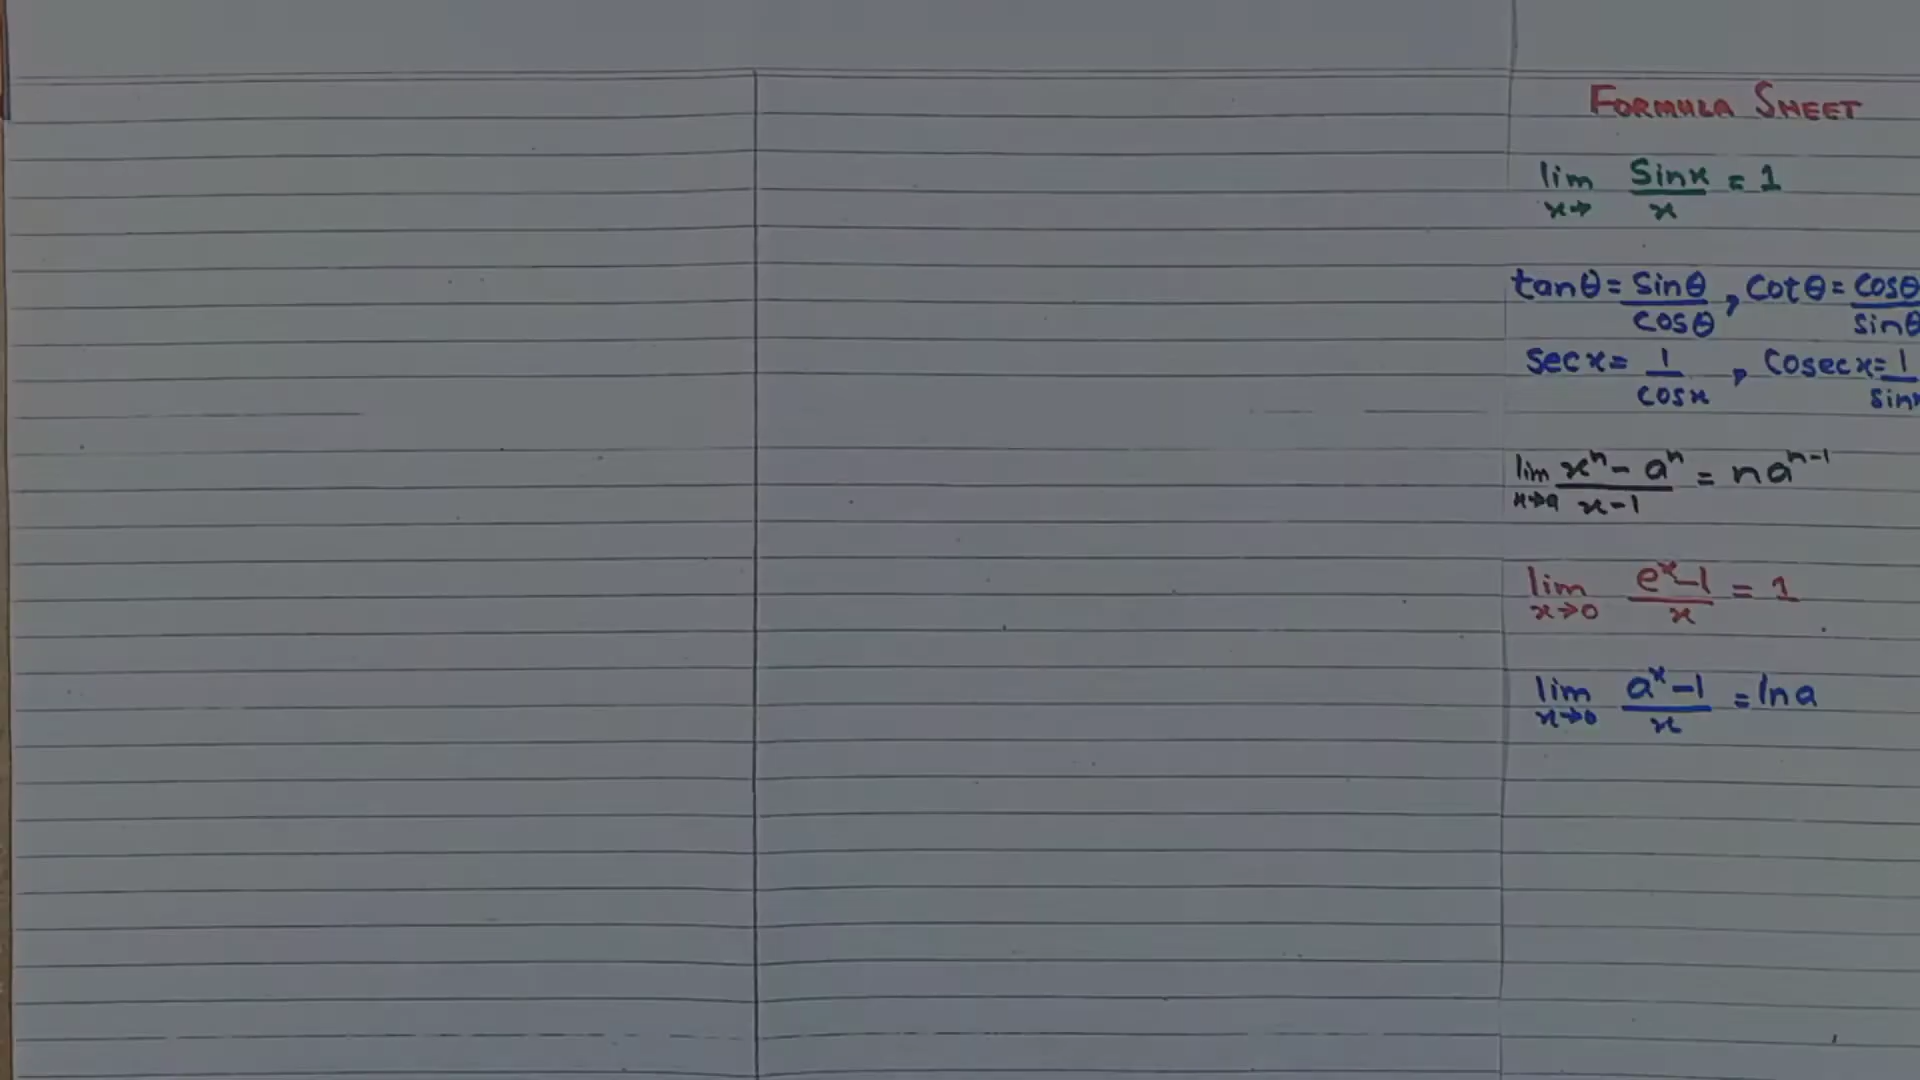 FORMULA SHEET
lim x→ Sinx/x = 1
tanθ = Sinθ/cosθ , Cotθ = Cosθ/sinθ
Secx = 1/cosx , Cosecx = 1/sinx
lim x→a xⁿ - aⁿ/x-1 = naⁿ⁻¹
lim x→0 eˣ-1/x = 1
lim x→0 aˣ-1/x = lna